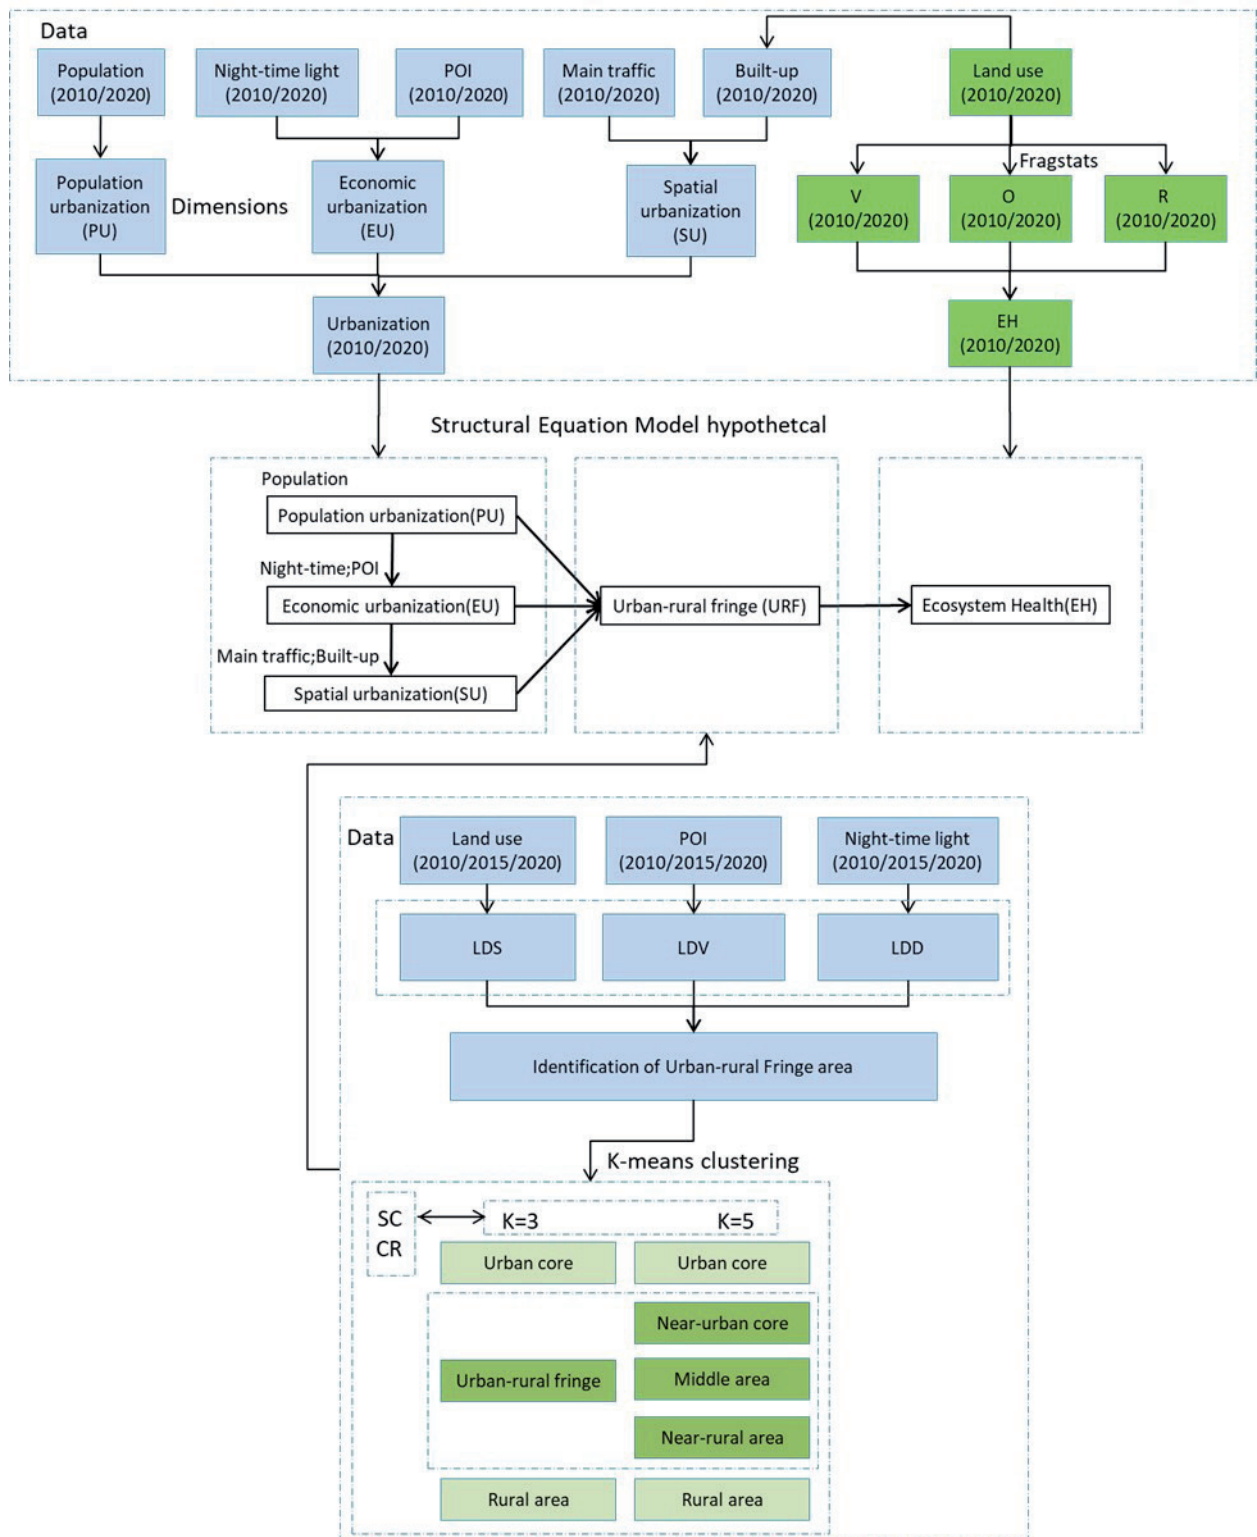 Data
Population
(2010/2020)
Night-time light
(2010/2020)
POI
(2010/2020)
Main traffic
(2010/2020)
Built-up
(2010/2020)
Land use
(2010/2020)
Fragstats
Population
urbanization
(PU)
Dimensions
Economic
urbanization
(EU)
Spatial
urbanization
(SU)
V
(2010/2020)
O
(2010/2020)
R
(2010/2020)
Urbanization
(2010/2020)
EH
(2010/2020)
Structural Equation Model hypothetcal
Population
Population urbanization(PU)
Night-time;POI
Economic urbanization(EU)
Main traffic;Built-up
Spatial urbanization(SU)
Urban-rural fringe (URF)
Ecosystem Health(EH)
Data
Land use
(2010/2015/2020)
POI
(2010/2015/2020)
Night-time light
(2010/2015/2020)
LDS
LDV
LDD
Identification of Urban-rural Fringe area
K-means clustering
SC
CR
K=3
K=5
Urban core
Urban core
Near-urban core
Urban-rural fringe
Middle area
Near-rural area
Rural area
Rural area